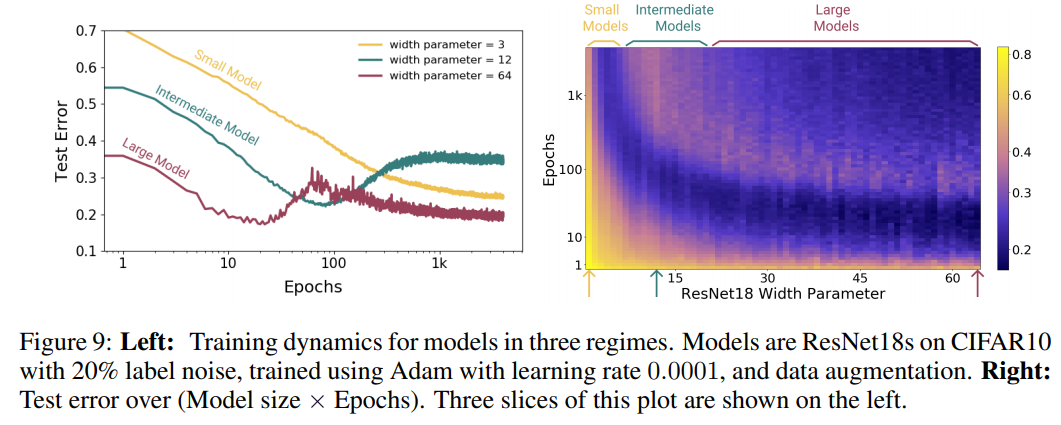 Small Models
Intermediate Models
Large Models
0.7
0.6
0.5
0.4
0.3
0.2
0.1
Test Error
Small Model
Intermediate Model
Large Model
width parameter = 3
width parameter = 12
width parameter = 64
1
10
100
1k
Epochs
1k
100
10
1
Epochs
15
30
45
60
ResNet18 Width Parameter
0.8
0.6
0.4
0.3
0.2
Figure 9: Left: Training dynamics for models in three regimes. Models are ResNet18s on CIFAR10
with 20% label noise, trained using Adam with learning rate 0.0001, and data augmentation. Right:
Test error over (Model size × Epochs). Three slices of this plot are shown on the left.